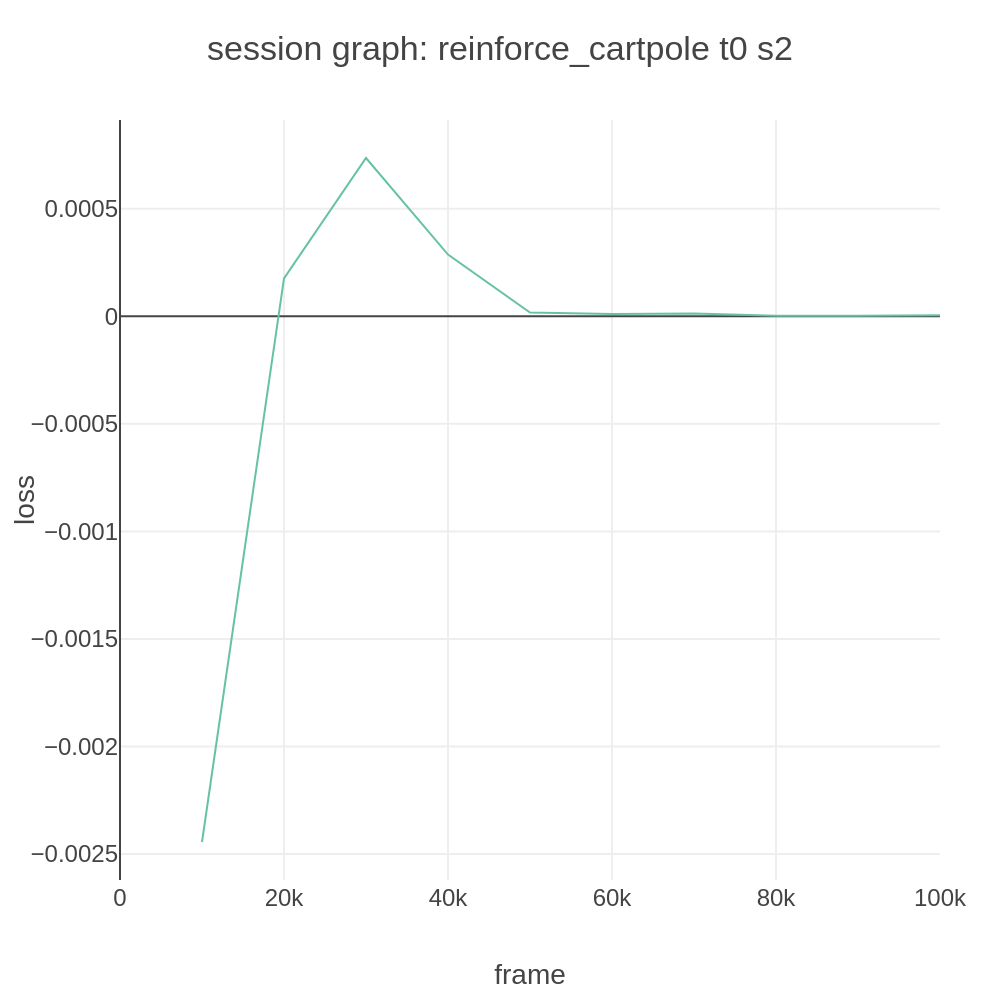 session graph: reinforce_cartpole t0 s2
0.0005
0
−0.0005
−0.001
−0.0015
−0.002
−0.0025
loss
0 20k 40k 60k 80k 100k
frame